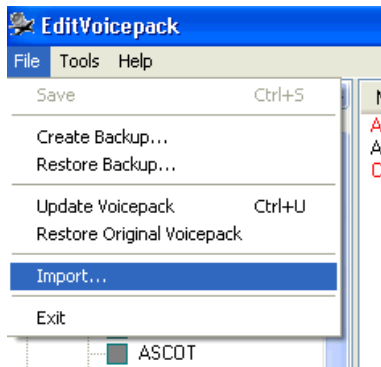 EditVoicepack
File Tools Help
Save Ctrl+S
Create Backup...
Restore Backup...
Update Voicepack Ctrl+U
Restore Original Voicepack
Import...
Exit
ASCOT